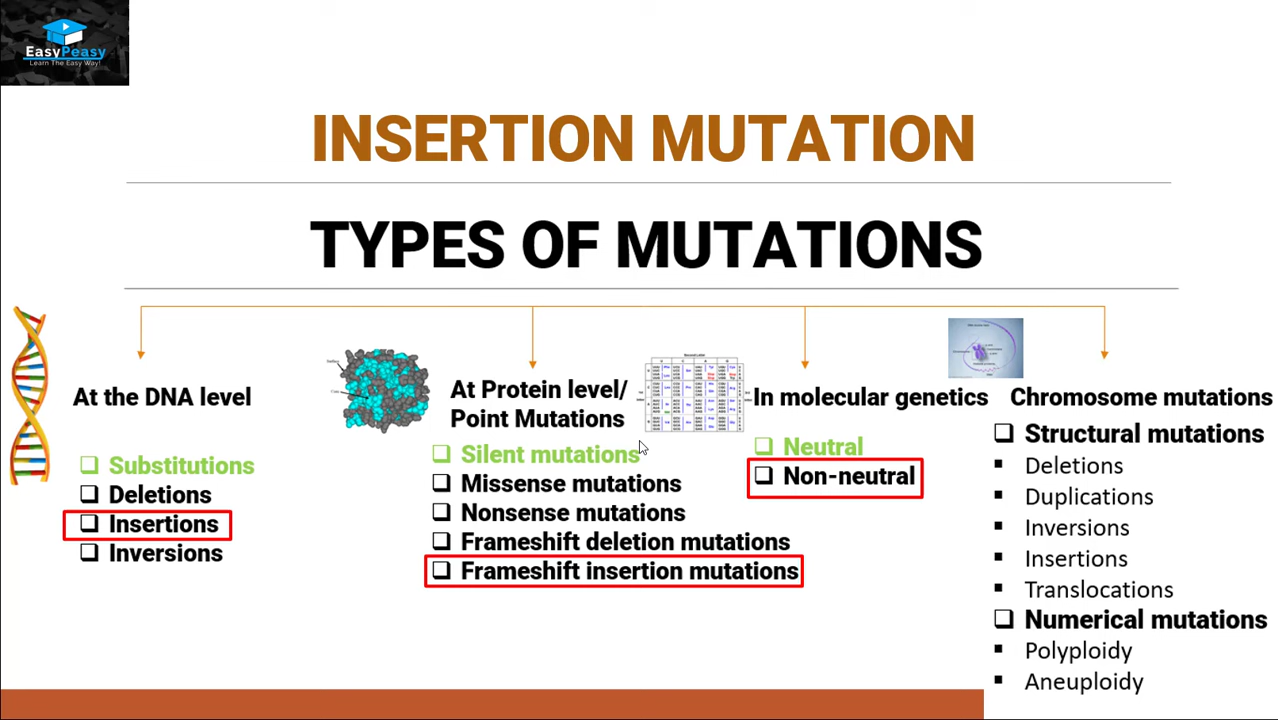 EasyPeasy
Learn The Easy Way!
INSERTION MUTATION
TYPES OF MUTATIONS
At the DNA level
❑ Substitutions
❑ Deletions
❑ Insertions
❑ Inversions
At Protein level/
Point Mutations
❑ Silent mutations
❑ Missense mutations
❑ Nonsense mutations
❑ Frameshift deletion mutations
❑ Frameshift insertion mutations
In molecular genetics
❑ Neutral
❑ Non-neutral
Chromosome mutations
❑ Structural mutations
▪ Deletions
▪ Duplications
▪ Inversions
▪ Insertions
▪ Translocations
❑ Numerical mutations
▪ Polyploidy
▪ Aneuploidy